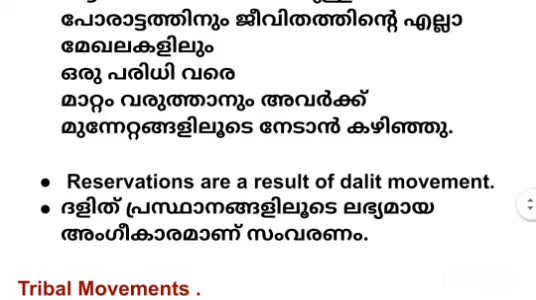 പോരാട്ടത്തിനും ജീവിതത്തിന്റെ എല്ലാ
മേഖലകളിലും
ഒരു പരിധി വരെ
മാറ്റം വരുത്താനും അവർക്ക്
മുന്നേറ്റങ്ങളിലൂടെ നേടാൻ കഴിഞ്ഞു.
● Reservations are a result of dalit movement.
● ദളിത് പ്രസ്ഥാനങ്ങളിലൂടെ ലഭ്യമായ
അംഗീകാരമാണ് സംവരണം.
Tribal Movements .